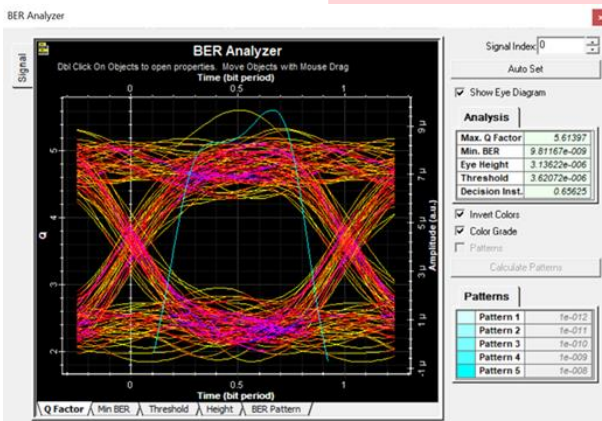 BER Analyzer
Signal
BER Analyzer
Dbl Click On Objects to open properties. Move Objects with Mouse Drag
Time (bit period)
0 0.5 1
Q
5
4
3
2
Amplitude (a.u.)
9 μ
7 μ
5 μ
3 μ
1 μ
-1 μ
0 0.5 1
Time (bit period)
Q Factor Min BER Threshold Height BER Pattern
Signal Index: 0
Auto Set
Show Eye Diagram
Analysis
Max. Q Factor 5.61397
Min. BER 9.81167e-009
Eye Height 3.13622e-006
Threshold 3.62072e-006
Decision Inst. 0.65625
Invert Colors
Color Grade
Patterns
Calculate Patterns
Patterns
Pattern 1 1e-012
Pattern 2 1e-011
Pattern 3 1e-010
Pattern 4 1e-009
Pattern 5 1e-008